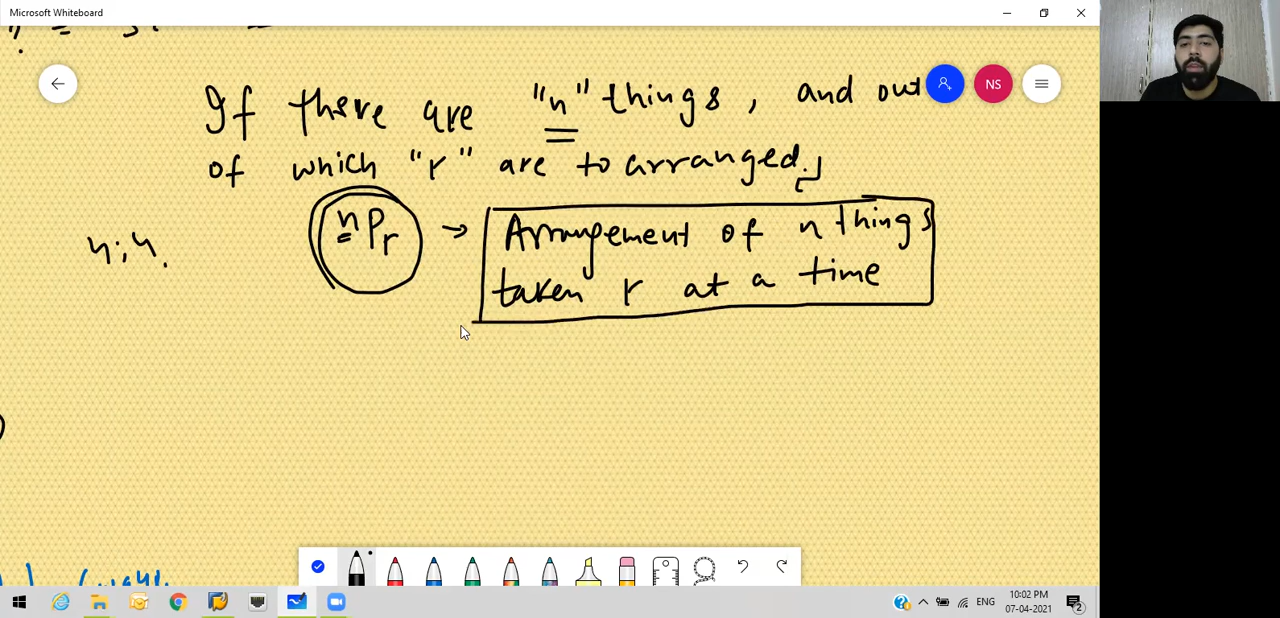 Microsoft Whiteboard
If there are "n" things, and out
NS
of which "r" are to arranged.
nPr → Arrangement of n things
taken r at a time
ENG
10:02 PM
07-04-2021
2